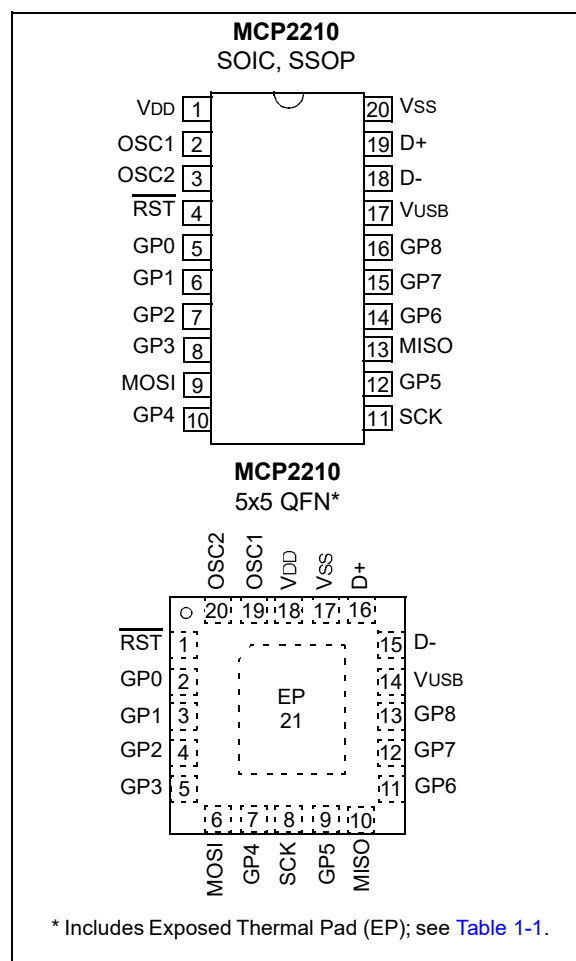 MCP2210
SOIC, SSOP
VDD 1 20 VSS
OSC1 2 19 D+
OSC2 3 18 D-
RST 4 17 VUSB
GP0 5 16 GP8
GP1 6 15 GP7
GP2 7 14 GP6
GP3 8 13 MISO
MOSI 9 12 GP5
GP4 10 11 SCK
MCP2210
5x5 QFN*
OSC2 OSC1 VDD VSS D+
20 19 18 17 16
RST 1 15 D-
GP0 2 EP 14 VUSB
GP1 3 21 13 GP8
GP2 4 12 GP7
GP3 5 11 GP6
6 7 8 9 10
MOSI GP4 SCK GP5 MISO
* Includes Exposed Thermal Pad (EP); see Table 1-1.